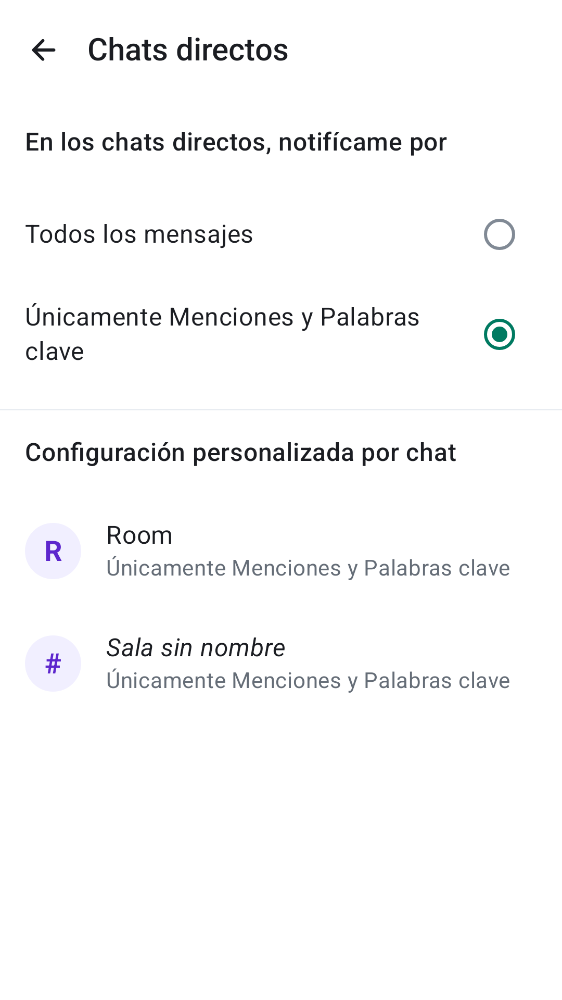 Chats directos
En los chats directos, notifícame por
Todos los mensajes
Únicamente Menciones y Palabras
clave
Configuración personalizada por chat
R
Room
Únicamente Menciones y Palabras clave
#
Sala sin nombre
Únicamente Menciones y Palabras clave